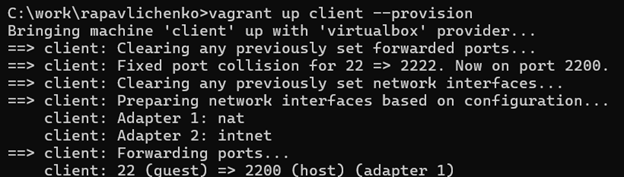 C:\work\rapavlichenko>vagrant up client --provision
Bringing machine 'client' up with 'virtualbox' provider...
==> client: Clearing any previously set forwarded ports...
==> client: Fixed port collision for 22 => 2222. Now on port 2200.
==> client: Clearing any previously set network interfaces...
==> client: Preparing network interfaces based on configuration...
    client: Adapter 1: nat
    client: Adapter 2: intnet
==> client: Forwarding ports...
    client: 22 (guest) => 2200 (host) (adapter 1)